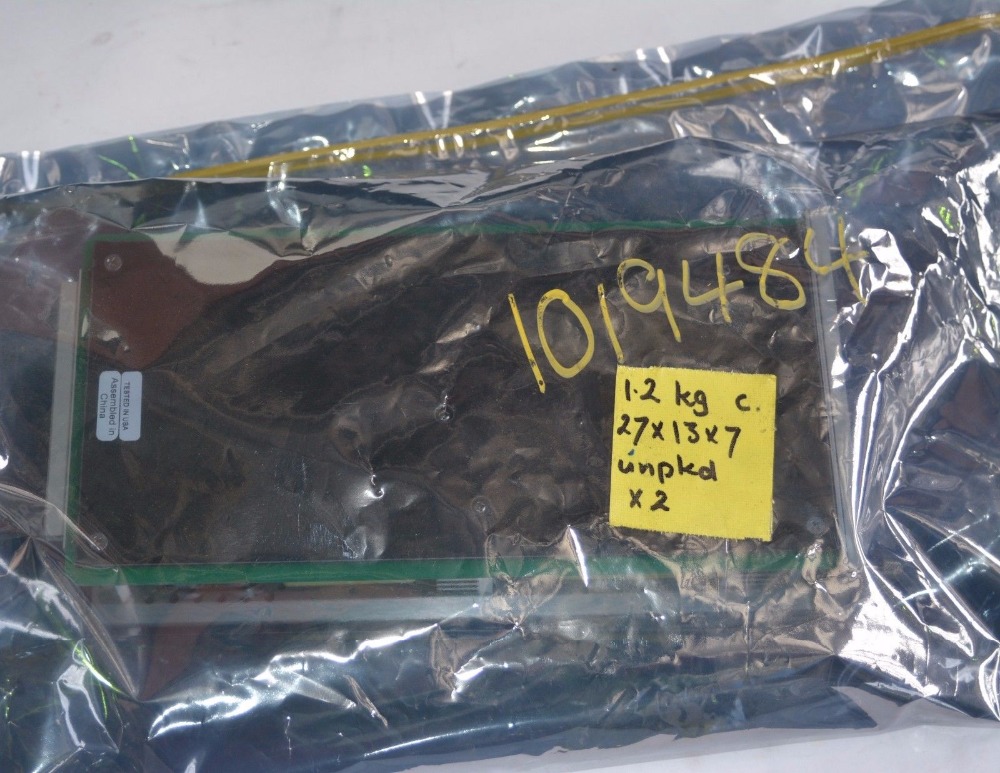 1019484
1.2 kg c.
27x13x7
unpkd
x2
TESTED IN USA
Assembled in
China